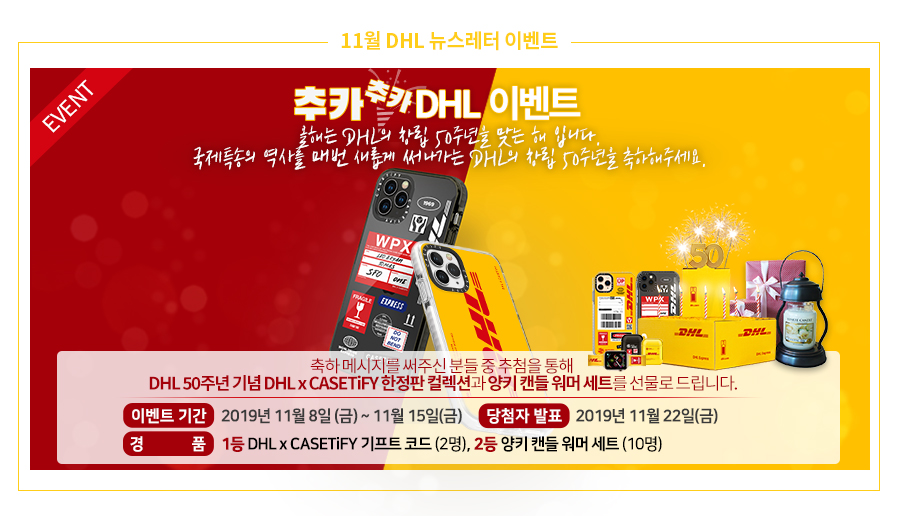 11월 DHL 뉴스레터 이벤트
EVENT
추카추카 DHL 이벤트
올해는 DHL의 창립 50주년을 맞는 해 입니다.
국제특송의 역사를 매번 새롭게 써나가는 DHL의 창립 50주년을 축하해주세요.
1969
WPX
SFO
FRAGILE
EXPRESS
DO NOT BEND
DHL
50
WPX
DHL
DHL
축하 메시지를 써주신 분들 중 추첨을 통해
DHL 50주년 기념 DHL x CASETiFY 한정판 컬렉션과 양키 캔들 워머 세트를 선물로 드립니다.
이벤트 기간 2019년 11월 8일 (금) ~ 11월 15일(금) 당첨자 발표 2019년 11월 22일(금)
경 품 1등 DHL x CASETiFY 기프트 코드 (2명), 2등 양키 캔들 워머 세트 (10명)